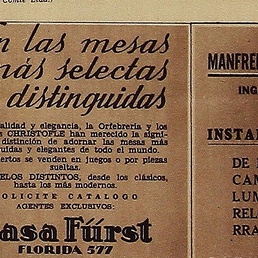 n las mesas
más selectas
distinguidas
alidad y elegancia, la Orfebrería y los
s CHRISTOFLE han merecido la signi-
distinción de adornar las mesas más
uidas y elegantes de todo el mundo.
iertos se venden en juegos o por piezas
sueltas.
ELOS DISTINTOS, desde los clásicos,
hasta los más modernos.
OLICITE CATALOGO
AGENTES EXCLUSIVOS:
asa Fürst
FLORIDA 577
MANFRE
ING
INSTA
DE
CAM
LUM
REL
RRA